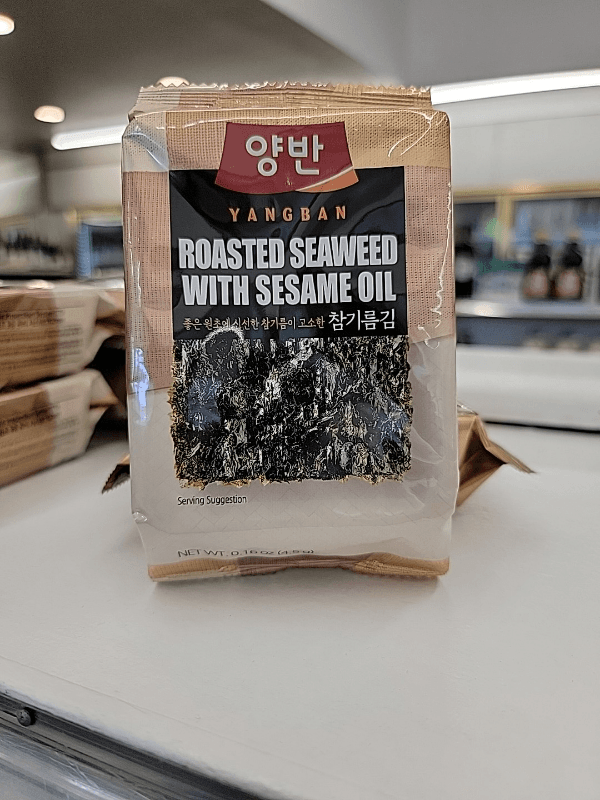 양반
YANGBAN
ROASTED SEAWEED
WITH SESAME OIL
좋은 원초에 신선한 참기름이 고소한 참기름김
Serving Suggestion
NET WT. 0.16 oz (4.5 g)